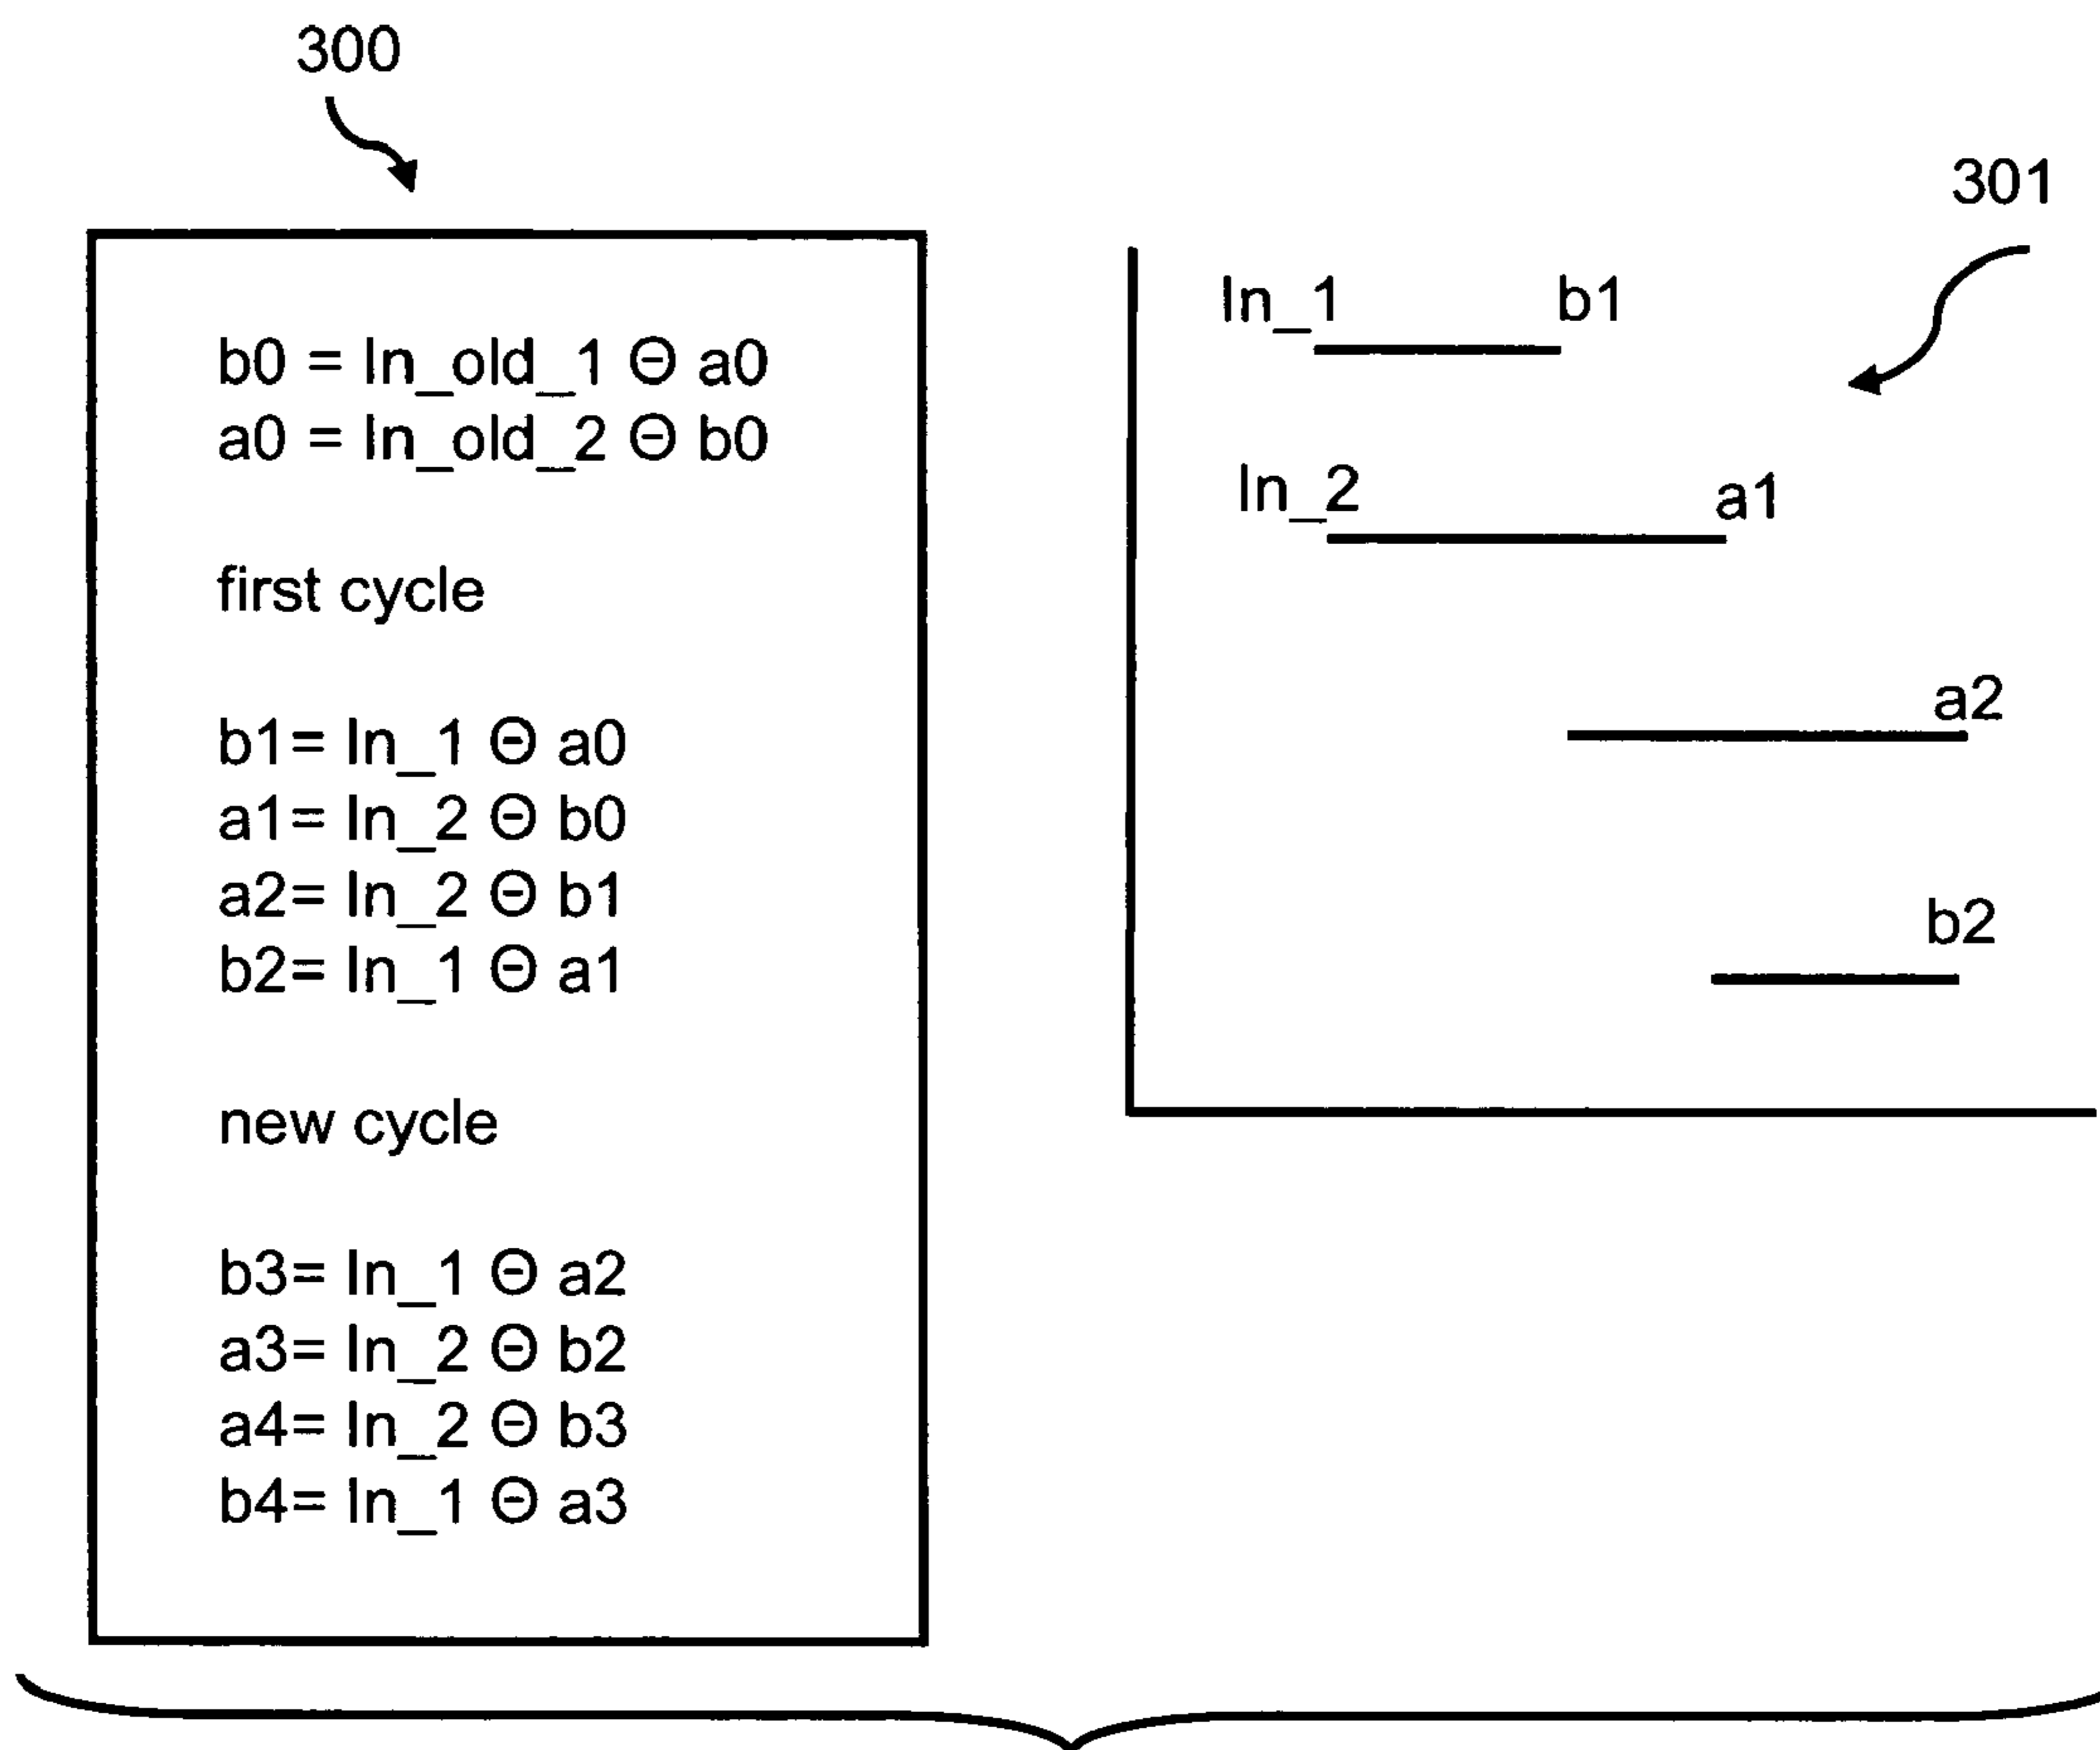 300
b0 = In_old_1 ⊖ a0
a0 = In_old_2 ⊖ b0
first cycle
b1= In_1 ⊖ a0
a1= In_2 ⊖ b0
a2= In_2 ⊖ b1
b2= In_1 ⊖ a1
new cycle
b3= In_1 ⊖ a2
a3= In_2 ⊖ b2
a4= In_2 ⊖ b3
b4= In_1 ⊖ a3
301
In_1 b1
In_2 a1
a2
b2